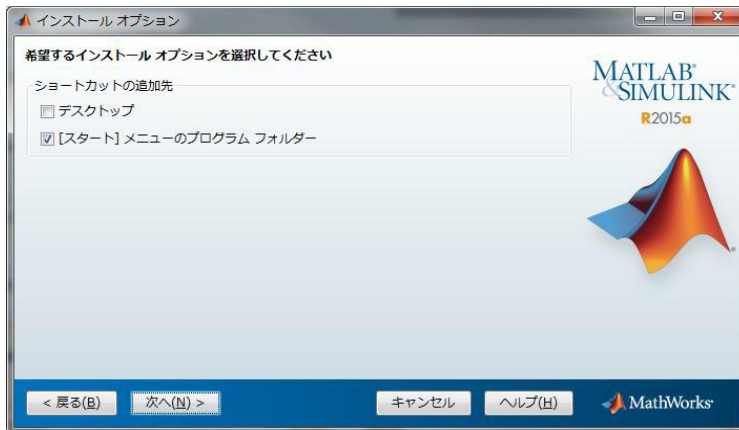 インストール オプション
希望するインストール オプションを選択してください
ショートカットの追加先
デスクトップ
[スタート] メニューのプログラム フォルダー
MATLAB®
&SIMULINK®
R2015a
< 戻る(B)
次へ(N) >
キャンセル
ヘルプ(H)
MathWorks®